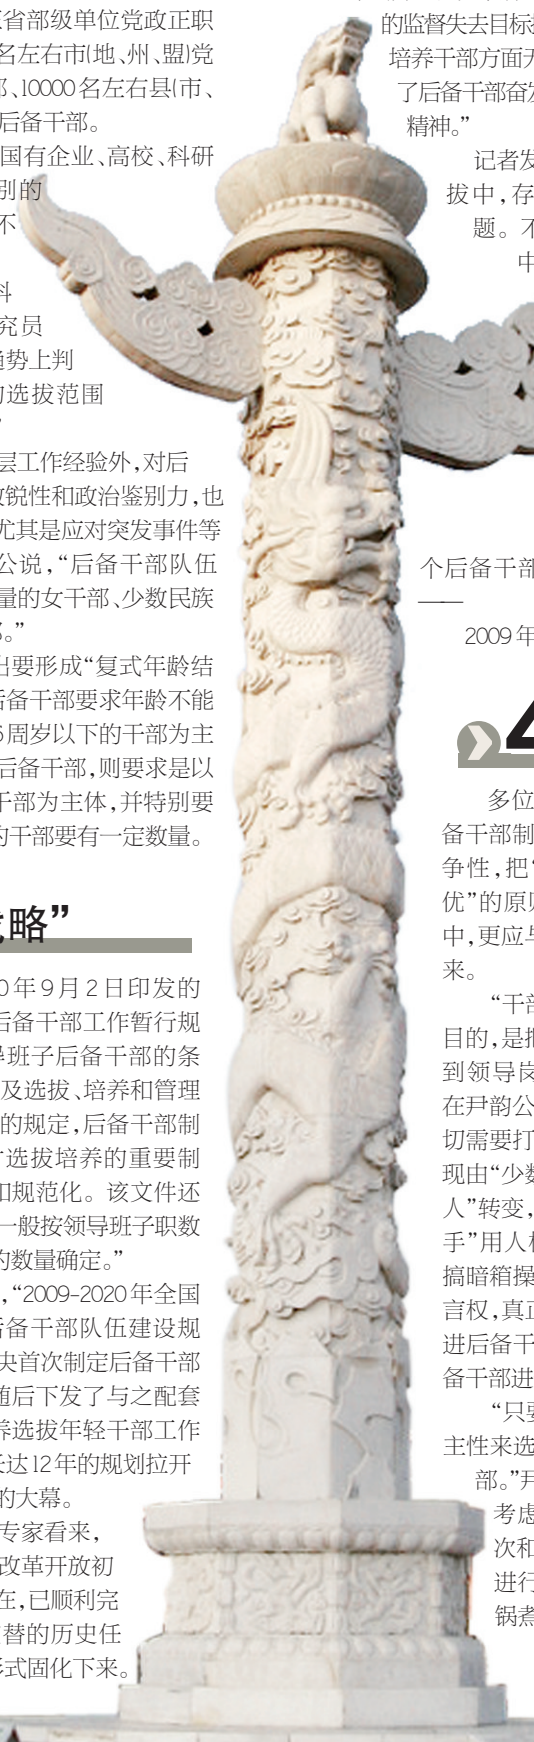 省部级单位党政正职
名左右市(地、州、盟)党
部、10000名左右县(市、
后备干部。
国有企业、高校、科研
别的
不
料
究员
趋势上判
的选拔范围
”
层工作经验外,对后
敏锐性和政治鉴别力,也
尤其是应对突发事件等
公说,“后备干部队伍
量的女干部、少数民族
部。”
出要形成“复式年龄结
后备干部要求年龄不能
周岁以下的干部为主
后备干部,则要求是以
干部为主体,并特别要
的干部要有一定数量。
略”
0年9月2日印发的
后备干部工作暂行规
导班子后备干部的条
及选拔、培养和管理
的规定,后备干部制
选拔培养的重要制
和规范化。该文件还
一般按领导班子职数
的数量确定。”
,“2009-2020年全国
后备干部队伍建设规
央首次制定后备干部
随后下发了与之配套
养选拔年轻干部工作
长达12年的规划拉开
的大幕。
专家看来,
改革开放初
在,已顺利完
替的历史任
形式固化下来。
的监督失去目标
培养干部方面
了后备干部奋发
精神。”
记者发
拔中,存
题。不
中
个后备干部
——
2009年
多位
备干部制
争性,把“
优”的原则
中,更应与
来。
“干部
目的,是把
到领导岗
在尹韵公
切需要打
现由“少数
人”转变,
手”用人权
搞暗箱操
言权,真正
进后备干
备干部进
“只要
主性来选
部。”尹
考虑
次和
进行
锅煮